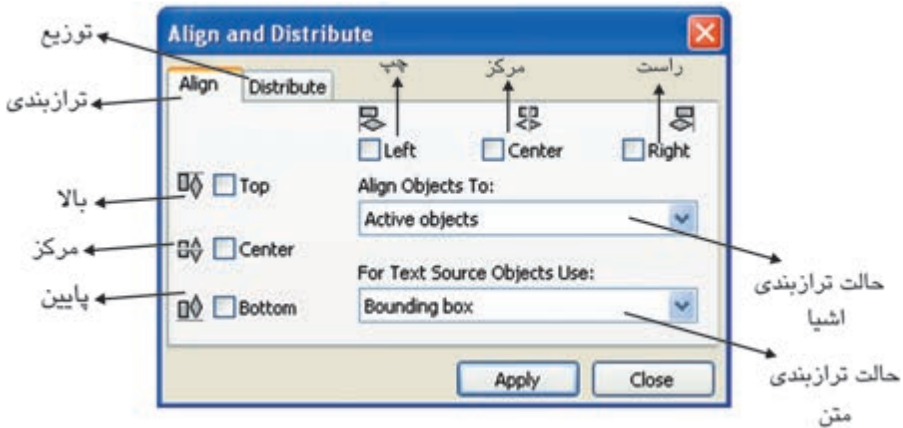 Align and Distribute
توزیع
ترازبندی
Align
Distribute
چپ
مرکز
راست
Left
Center
Right
بالا
Top
Align Objects To:
Active objects
مرکز
Center
For Text Source Objects Use:
پایین
Bottom
Bounding box
حالت ترازبندی
اشیا
Apply
Close
حالت ترازبندی
متن